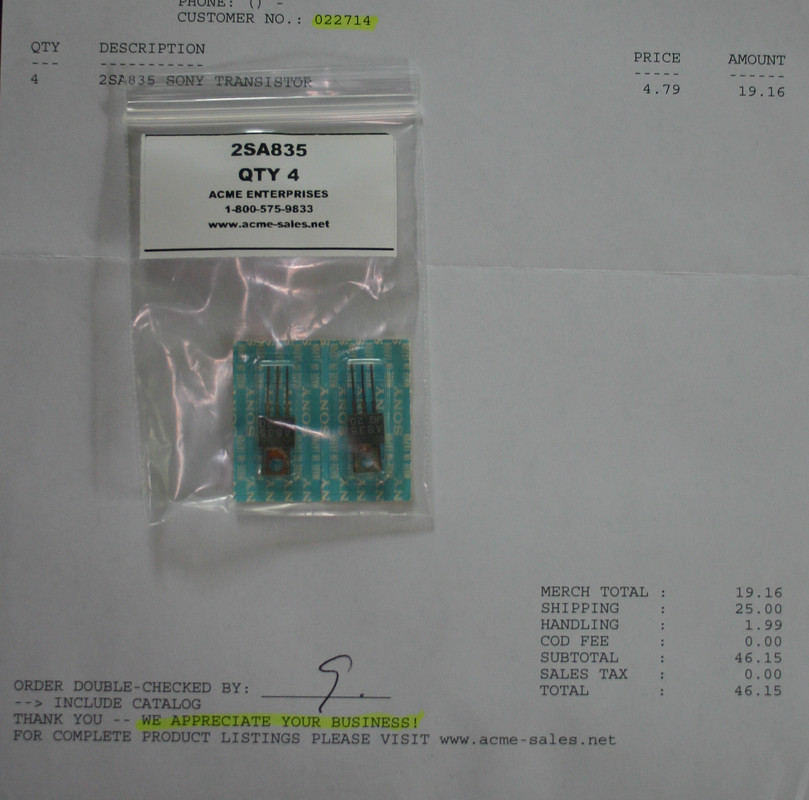 PHONE: () -
CUSTOMER NO.: 022714
QTY DESCRIPTION PRICE AMOUNT
--- ----------- ----- ------
4 2SA835 SONY TRANSISTOR 4.79 19.16
2SA835
QTY 4
ACME ENTERPRISES
1-800-575-9833
www.acme-sales.net
SONY
SONY
SONY
MERCH TOTAL : 19.16
SHIPPING : 25.00
HANDLING : 1.99
COD FEE : 0.00
SUBTOTAL : 46.15
SALES TAX : 0.00
TOTAL : 46.15
ORDER DOUBLE-CHECKED BY:
--> INCLUDE CATALOG
THANK YOU -- WE APPRECIATE YOUR BUSINESS!
FOR COMPLETE PRODUCT LISTINGS PLEASE VISIT www.acme-sales.net